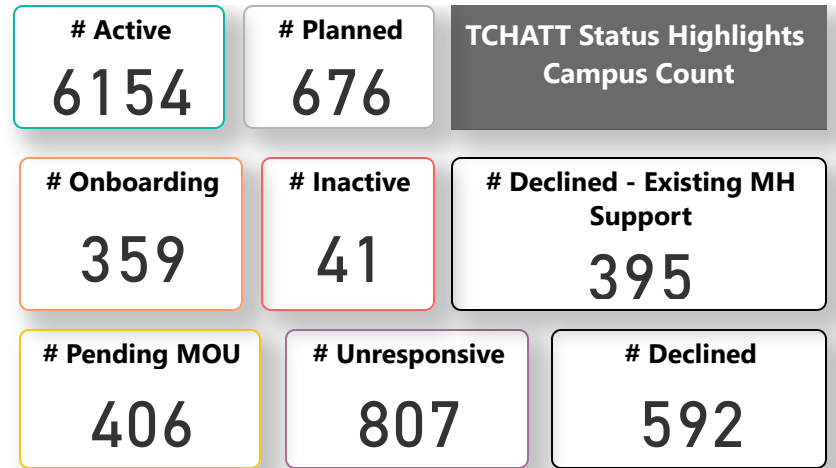 # Active
6154
# Planned
676
TCHATT Status Highlights
Campus Count
# Onboarding
359
# Inactive
41
# Declined - Existing MH
Support
395
# Pending MOU
406
# Unresponsive
807
# Declined
592